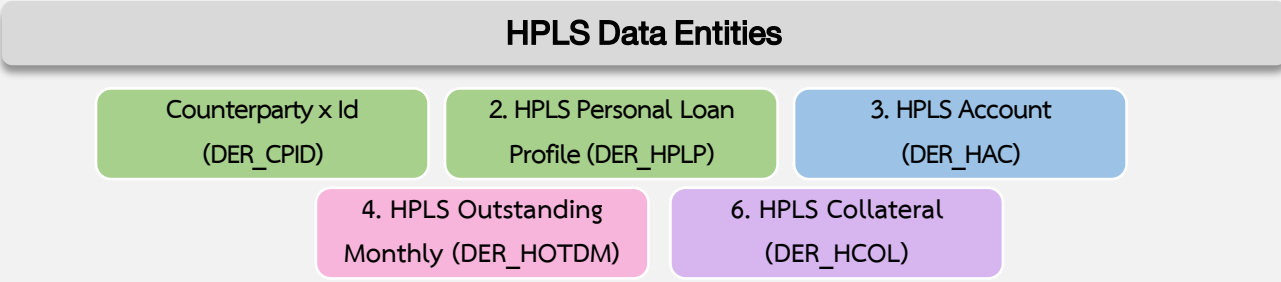 HPLS Data Entities
Counterparty x Id
(DER_CPID)
2. HPLS Personal Loan
Profile (DER_HPLP)
3. HPLS Account
(DER_HAC)
4. HPLS Outstanding
Monthly (DER_HOTDM)
6. HPLS Collateral
(DER_HCOL)